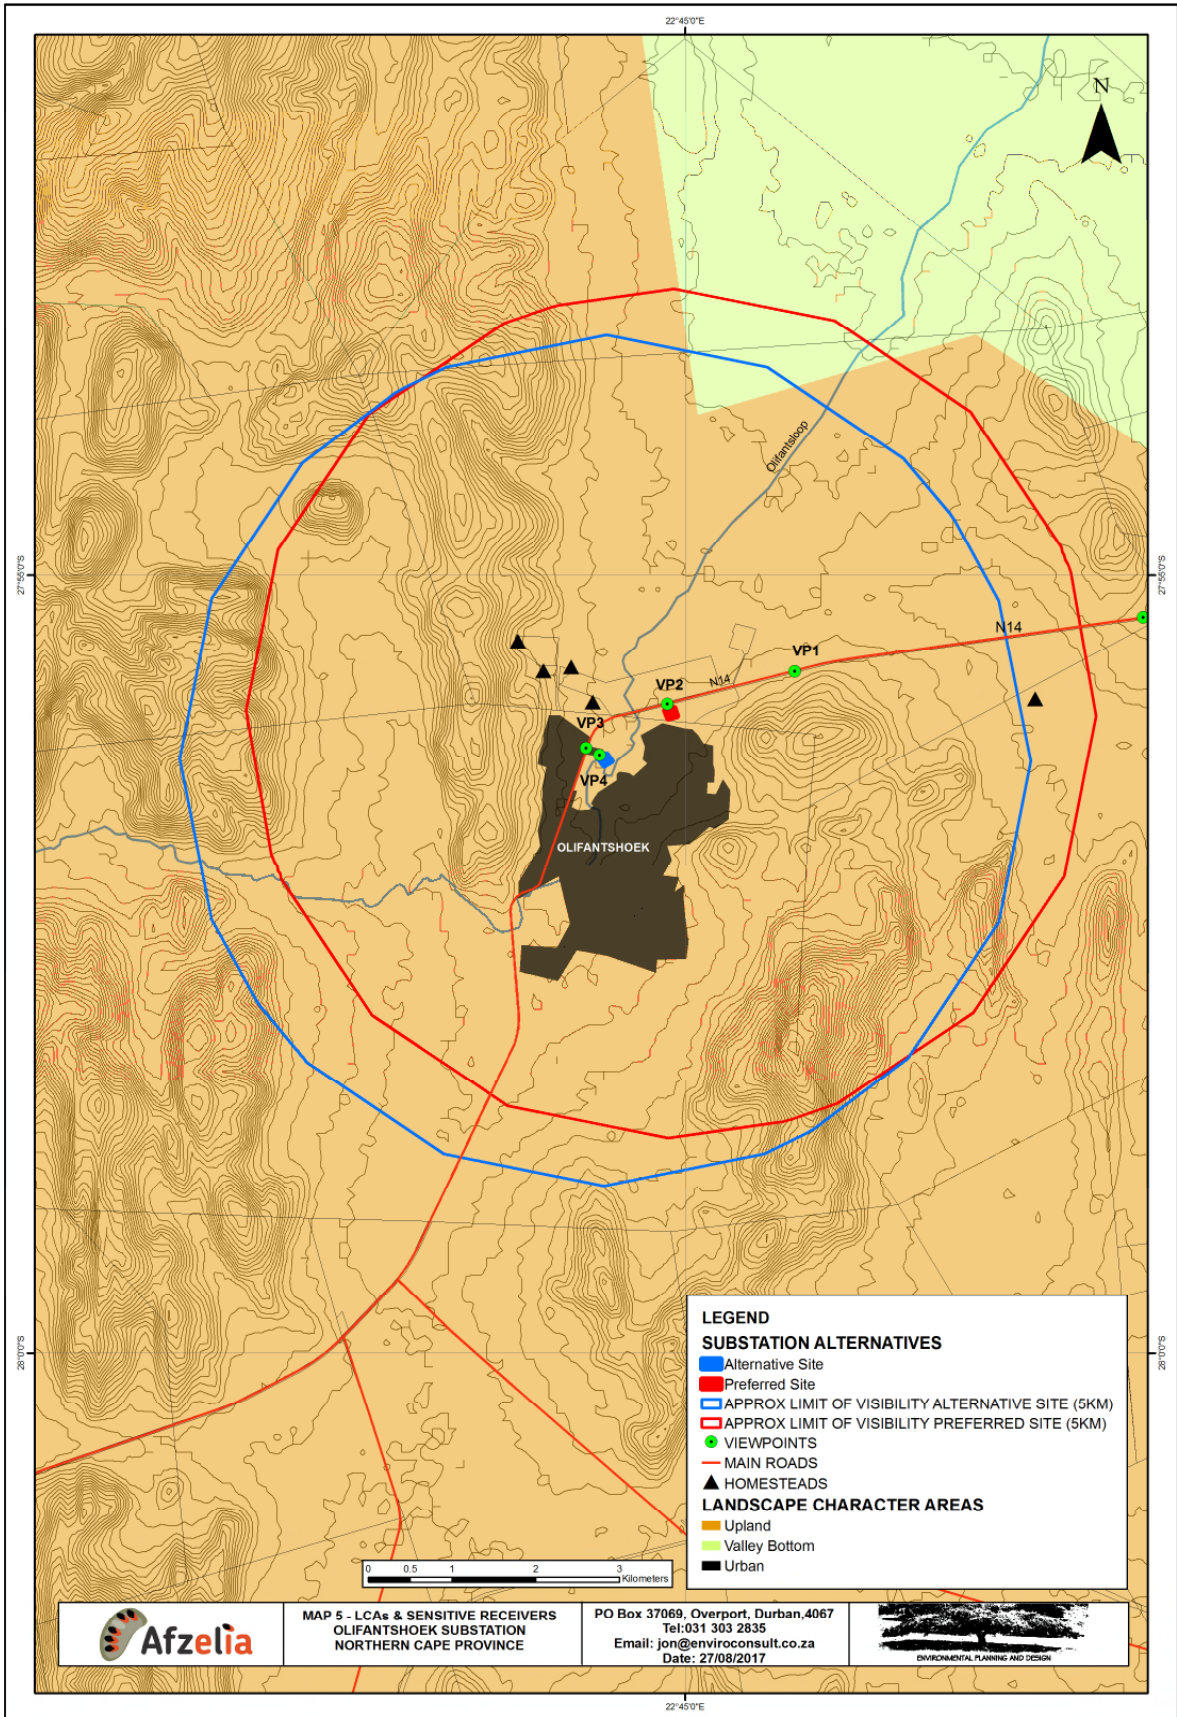 22°45'0"E
N
Olifantsloop
27°55'0"S
27°55'0"S
N14
VP1
N14
VP2
VP3
VP4
OLIFANTSHOEK
28°0'0"S
28°0'0"S
LEGEND
SUBSTATION ALTERNATIVES
Alternative Site
Preferred Site
APPROX LIMIT OF VISIBILITY ALTERNATIVE SITE (5KM)
APPROX LIMIT OF VISIBILITY PREFERRED SITE (5KM)
VIEWPOINTS
MAIN ROADS
HOMESTEADS
LANDSCAPE CHARACTER AREAS
Upland
Valley Bottom
Urban
0 0.5 1 2 3
Kilometers
Afzelia
MAP 5 - LCAs & SENSITIVE RECEIVERS
OLIFANTSHOEK SUBSTATION
NORTHERN CAPE PROVINCE
PO Box 37069, Overport, Durban,4067
Tel:031 303 2835
Email: jon@enviroconsult.co.za
Date: 27/08/2017
ENVIRONMENTAL PLANNING AND DESIGN
22°45'0"E